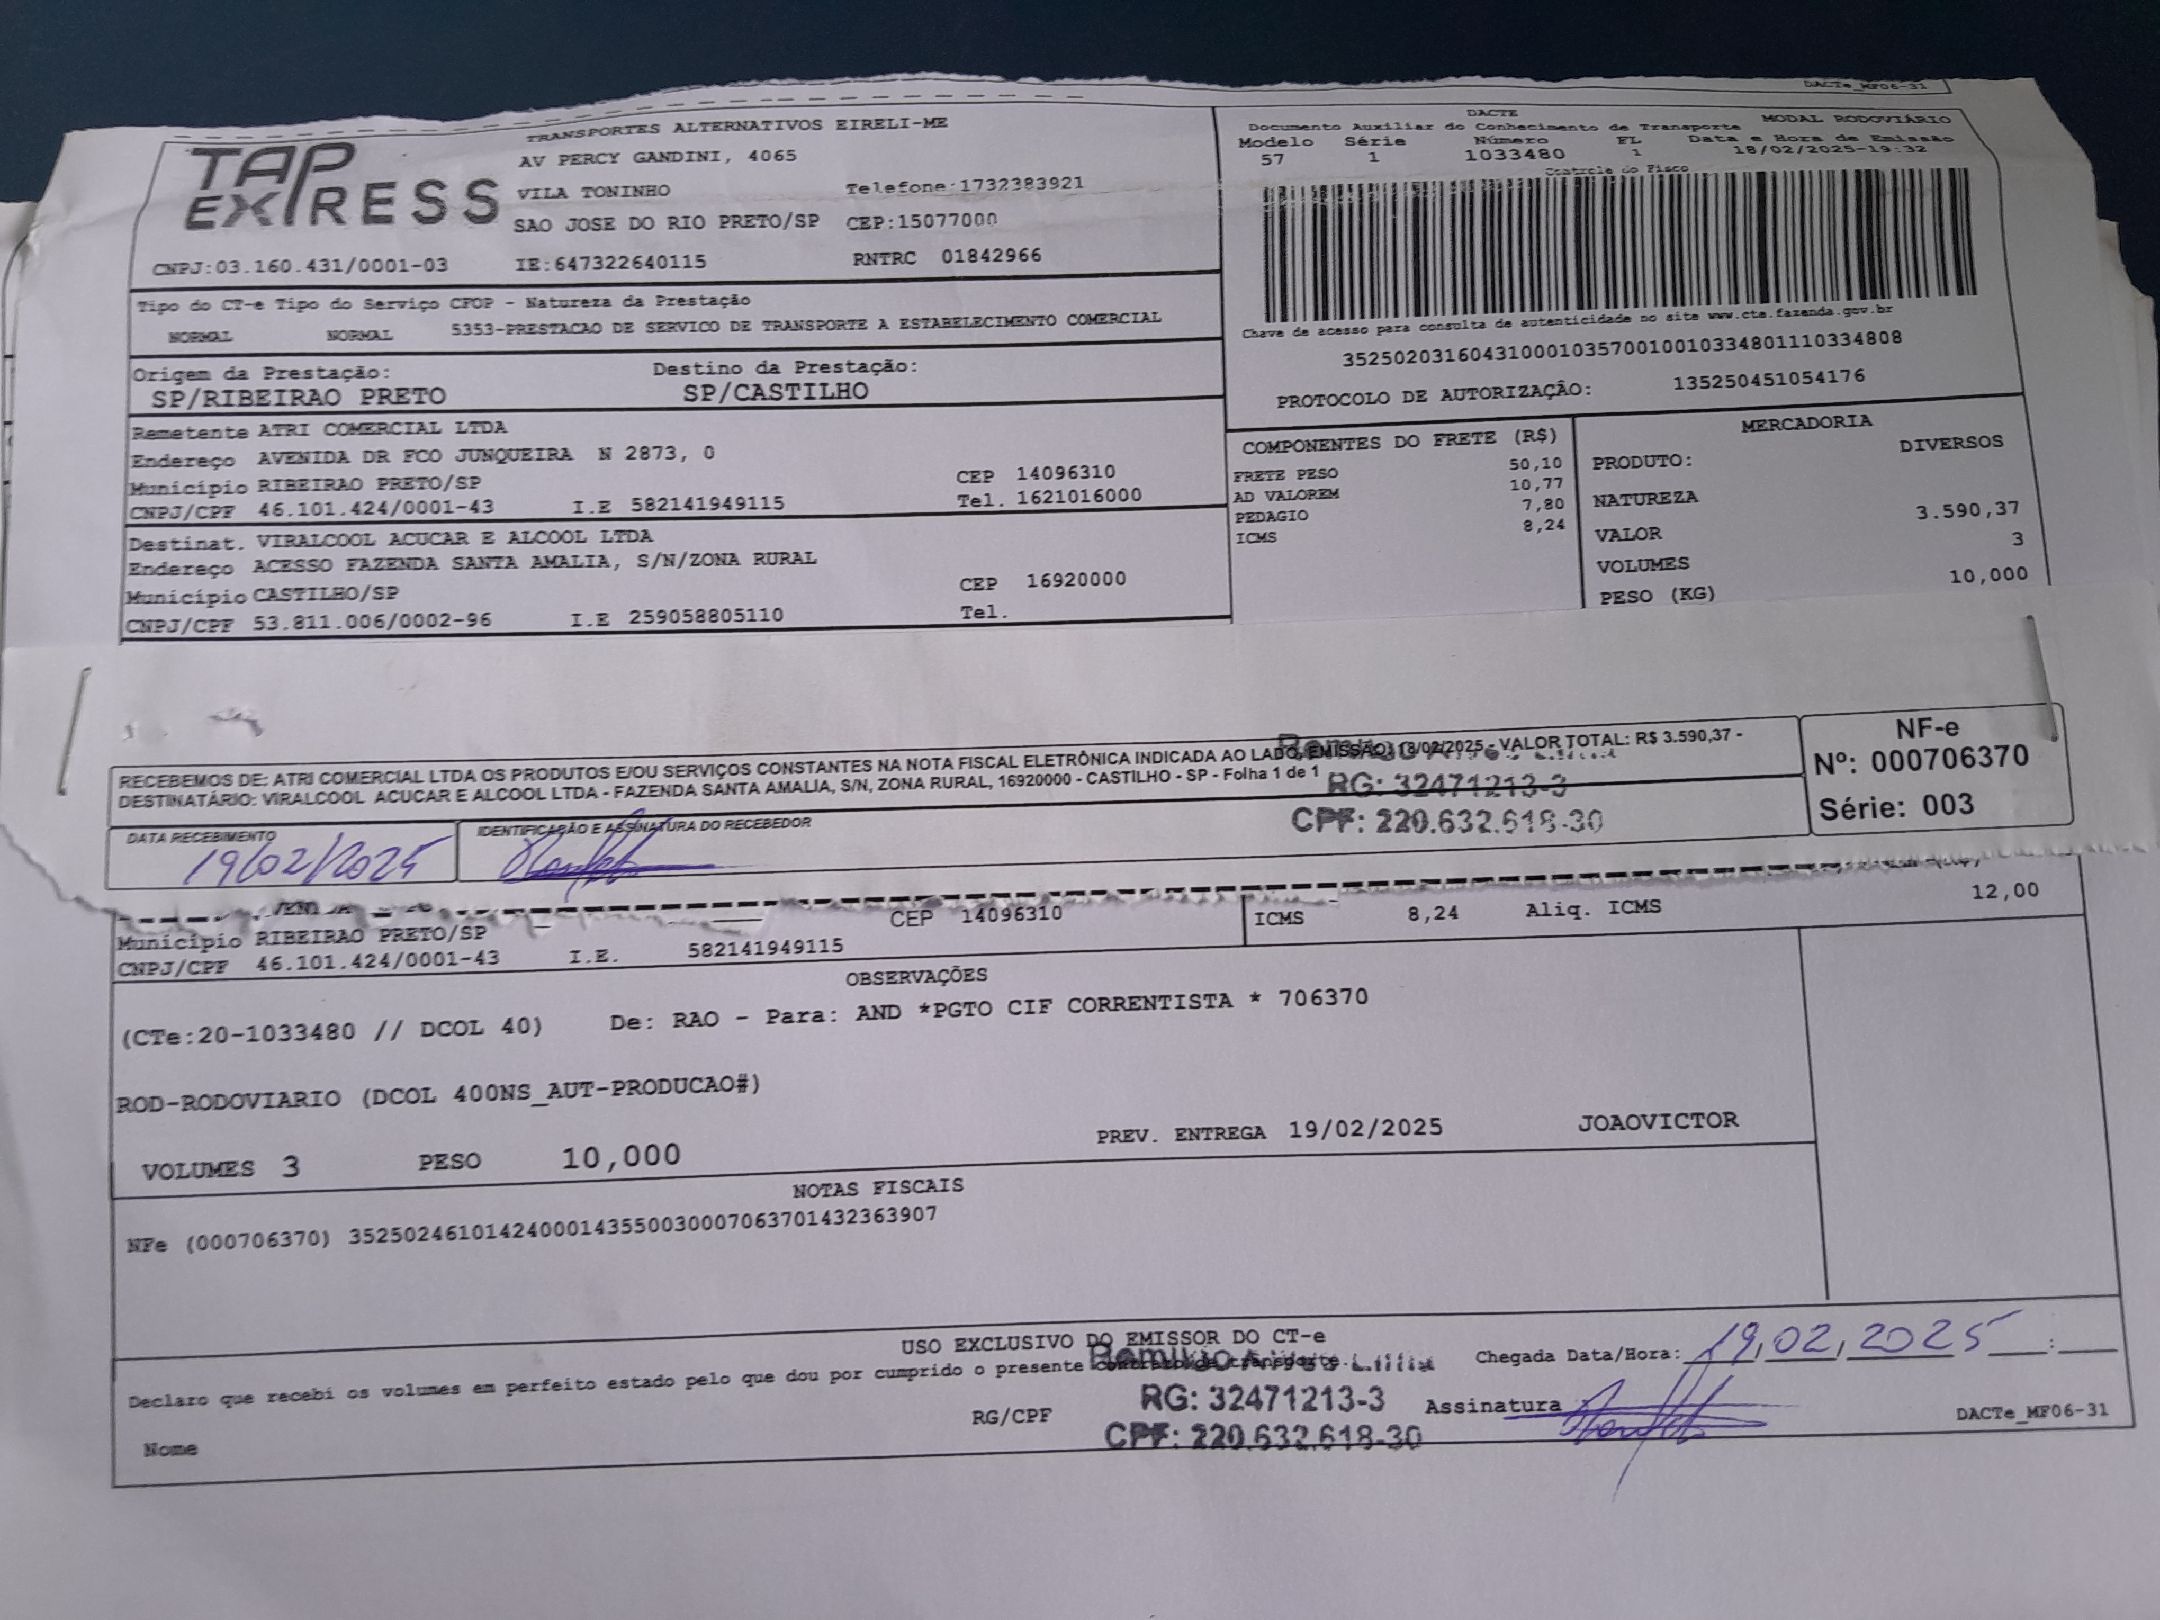 DACTe_MF06-31
TAP EXPRESS
TRANSPORTES ALTERNATIVOS EIRELI-ME
AV PERCY GANDINI, 4065
VILA TONINHO Telefone:1732383921
SAO JOSE DO RIO PRETO/SP CEP:15077000
CNPJ:03.160.431/0001-03 IE:647322640115 RNTRC 01842966
DACTE
MODAL RODOVIÁRIO
Documento Auxiliar do Conhecimento de Transporte
Modelo Série Número FL Data e Hora de Emissão
57 1 1033480 1 18/02/2025-19:32
Controle do Fisco
Chave de acesso para consulta de autenticidade no site www.cte.fazenda.gov.br
35250203160431000103570010010334801110334808
PROTOCOLO DE AUTORIZAÇÃO: 135250451054176
Tipo do CT-e Tipo do Serviço CFOP - Natureza da Prestação
NORMAL NORMAL 5353-PRESTACAO DE SERVICO DE TRANSPORTE A ESTABELECIMENTO COMERCIAL
Origem da Prestação: Destino da Prestação:
SP/RIBEIRAO PRETO SP/CASTILHO
Remetente ATRI COMERCIAL LTDA
Endereço AVENIDA DR FCO JUNQUEIRA N 2873, 0
Município RIBEIRAO PRETO/SP CEP 14096310
CNPJ/CPF 46.101.424/0001-43 I.E 582141949115 Tel. 1621016000
Destinat. VIRALCOOL ACUCAR E ALCOOL LTDA
Endereço ACESSO FAZENDA SANTA AMALIA, S/N/ZONA RURAL
Município CASTILHO/SP CEP 16920000
CNPJ/CPF 53.811.006/0002-96 I.E 259058805110 Tel.
COMPONENTES DO FRETE (R$)
FRETE PESO 50,10
AD VALOREM 10,77
PEDAGIO 7,80
ICMS 8,24
MERCADORIA
PRODUTO: DIVERSOS
NATUREZA
VALOR 3.590,37
VOLUMES 3
PESO (KG) 10,000
RECEBEMOS DE: ATRI COMERCIAL LTDA OS PRODUTOS E/OU SERVIÇOS CONSTANTES NA NOTA FISCAL ELETRÔNICA INDICADA AO LADO. EMISSÃO: 18/02/2025 - VALOR TOTAL: R$ 3.590,37 -
DESTINATÁRIO: VIRALCOOL ACUCAR E ALCOOL LTDA - FAZENDA SANTA AMALIA, S/N, ZONA RURAL, 16920000 - CASTILHO - SP - Folha 1 de 1
RG: 32471213-3
CPF: 220.632.618-30
NF-e
Nº: 000706370
Série: 003
DATA RECEBIMENTO
19/02/2025
IDENTIFICAÇÃO E ASSINATURA DO RECEBEDOR
CEP 14096310
Município RIBEIRAO PRETO/SP
CNPJ/CPF 46.101.424/0001-43 I.E. 582141949115
ICMS 8,24 Aliq. ICMS 12,00
OBSERVAÇÕES
(CTe:20-1033480 // DCOL 40) De: RAO - Para: AND *PGTO CIF CORRENTISTA * 706370
ROD-RODOVIARIO (DCOL 400NS_AUT-PRODUCAO#)
VOLUMES 3 PESO 10,000 PREV. ENTREGA 19/02/2025 JOAOVICTOR
NOTAS FISCAIS
NFe (000706370) 35250246101424000143550030007063701432363907
USO EXCLUSIVO DO EMISSOR DO CT-e
Declaro que recebi os volumes em perfeito estado pelo que dou por cumprido o presente contrato de transporte.
Chegada Data/Hora: 19,02,2025 :
RG: 32471213-3
RG/CPF
CPF: 220.632.618-30
Assinatura
Nome
DACTe_MF06-31